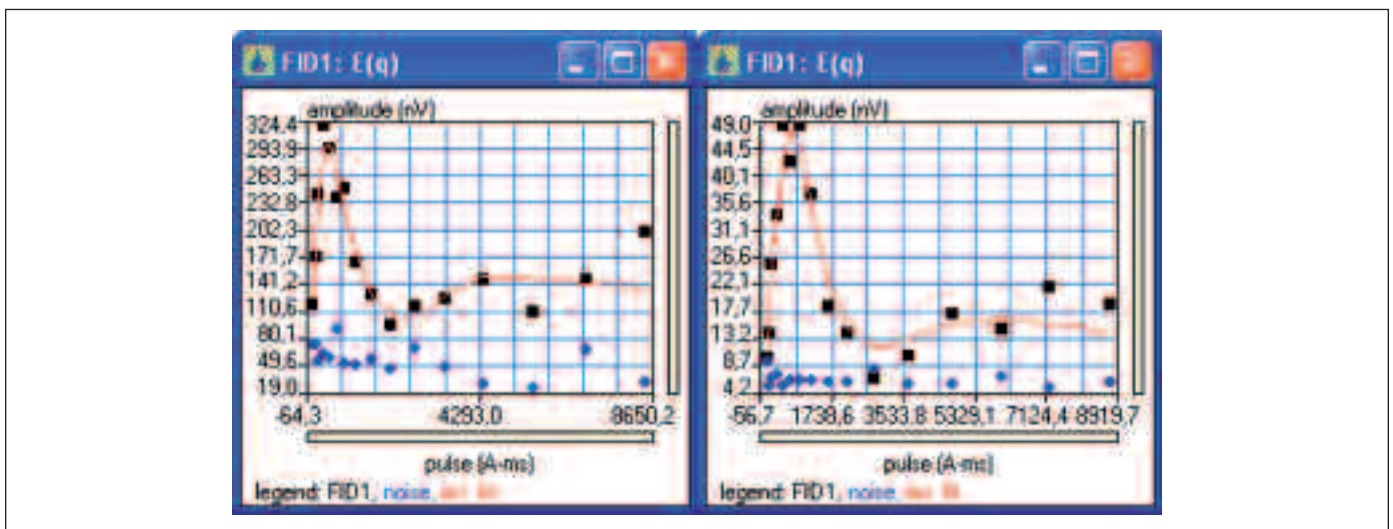 FID1: E(q)
amplitude (nV)
324.4
293,9
263.3
232.8
202,3
171,7
141,2
110,6
80,1
49,6
19,0
-64,3 4293.0 8650,2
pulse (A-ms)
legend: FID1, noise,
FID1: E(q)
amplitude (nV)
49,0
44,5
40,1
35,6
31,1
26,6
22,1
17,7
13,2
8,7
4,2
-56,7 1738,6 3533.8 5329,1 7124,4 8919,7
pulse (A-ms)
legend: FID1, noise,